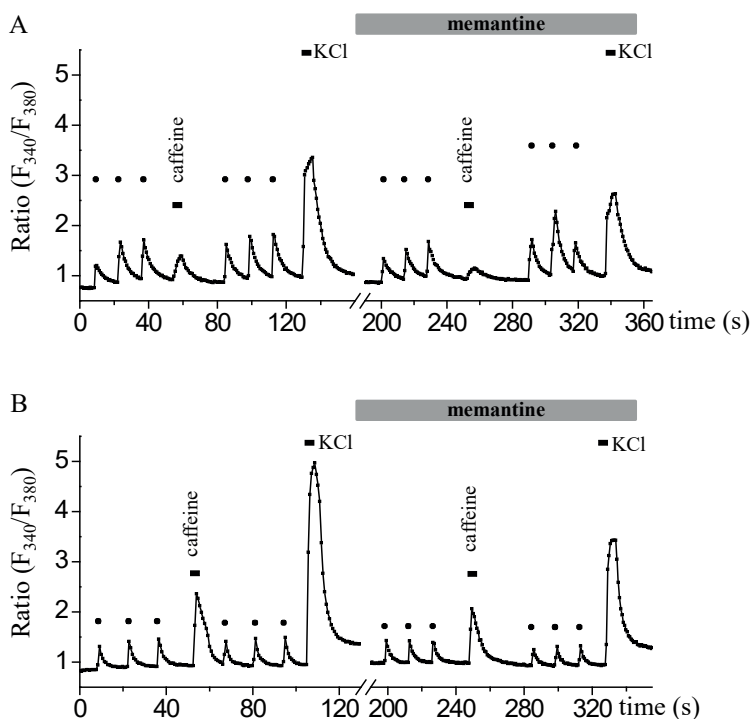 A
memantine
KCl
KCl
caffeine
caffeine
Ratio (F340/F380)
5
4
3
2
1
0 40 80 120 200 240 280 320 360 time (s)
B
memantine
KCl
KCl
caffeine
caffeine
Ratio (F340/F380)
5
4
3
2
1
0 40 80 120 200 240 280 320 time (s)